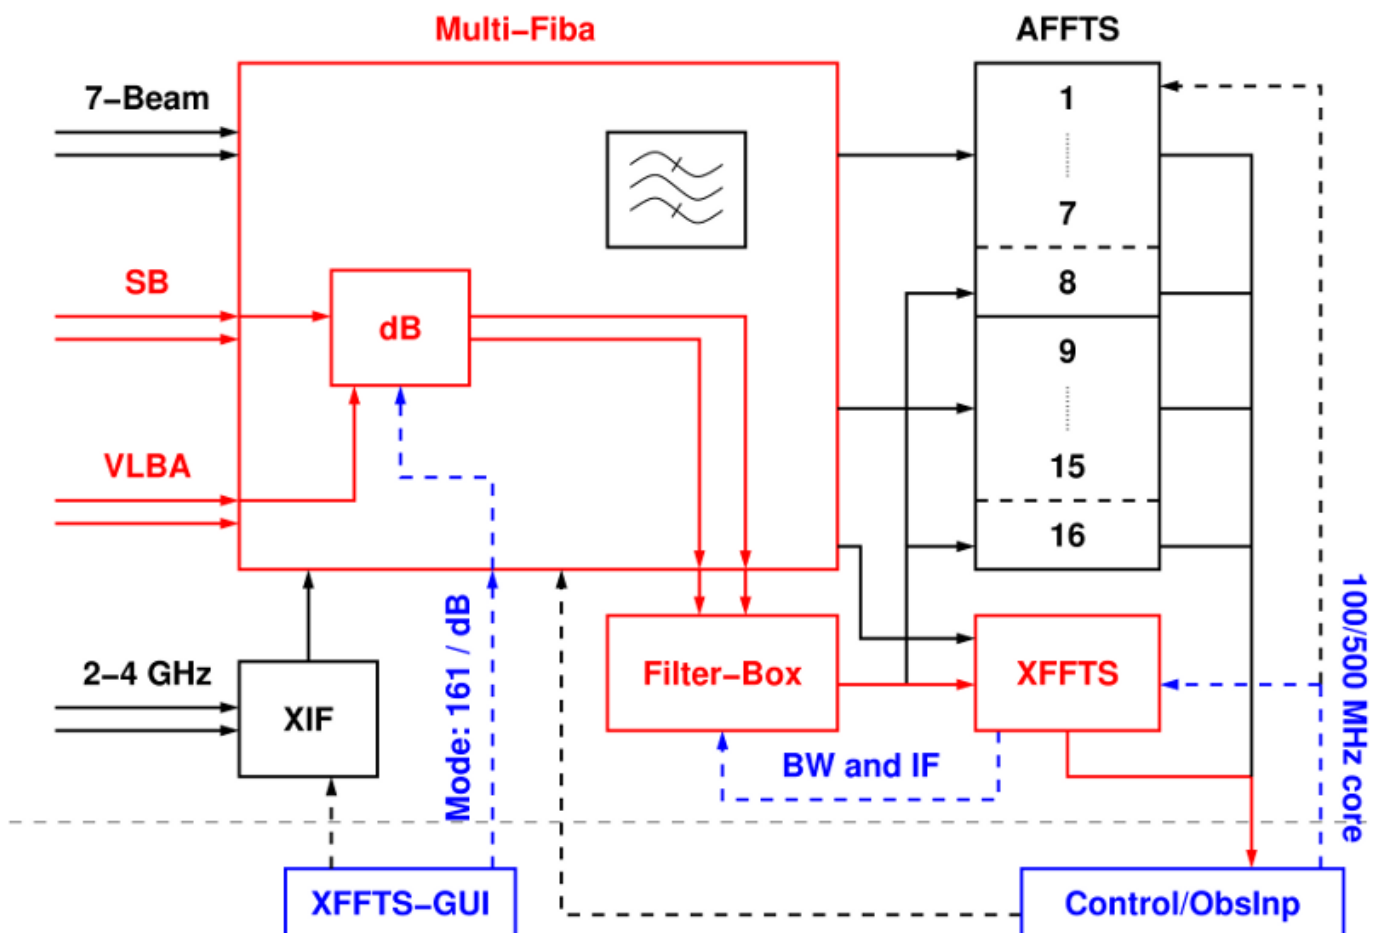 Multi–Fiba
AFFTS
7–Beam
1
7
SB
8
dB
9
VLBA
15
16
Mode: 161 / dB
100/500 MHz core
2–4 GHz
Filter–Box
XFFTS
XIF
BW and IF
XFFTS–GUI
Control/ObsInp